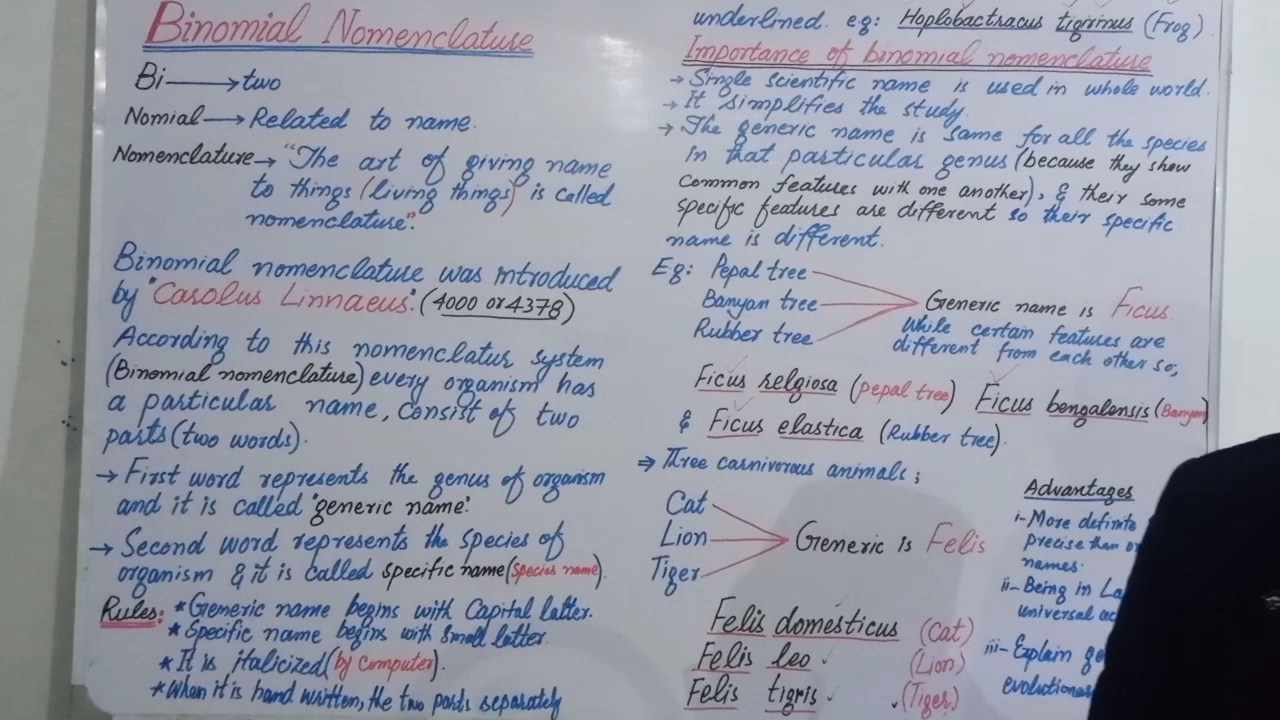 Binomial Nomenclature
Bi → two
Nomial → Related to name.
Nomenclature → "The art of giving name
to things (living things) is called
nomenclature".
Binomial nomenclature was introduced
by "Carolus Linnaeus". (4000 or 4378)
According to this nomenclatur system
(Binomial nomenclature) every organism has
a particular name, consist of two
parts (two words).
→ First word represents the genus of organism
and it is called "generic name".
→ Second word represents the species of
organism & it is called specific name (species name).
Rules: * Generic name begins with Capital latter.
* Specific name begins with small latter.
* It is italicized (by computer).
* When it is hand written, the two parts separately
underlined. eg: Hoplobactracus tigrinus (Frog)
Importance of binomial nomenclature
→ Single scientific name is used in whole world.
→ It simplifies the study.
→ The generic name is same for all the species
in that particular genus (because they show
common features with one another), & their some
specific features are different so their specific
name is different.
Eg: Pepal tree
Banyan tree
Rubber tree
Generic name is Ficus
While certain features are
different from each other so,
Ficus relgiosa (pepal tree) Ficus bengalensis (Banyan)
& Ficus elastica (Rubber tree).
⇒ Three carnivorous animals;
Cat
Lion
Tiger
Generic is Felis
Felis domesticus (Cat)
Felis leo (Lion)
Felis tigris (Tiger)
Advantages
i- More definite
precise than
names.
ii- Being in
universal
iii- Explain